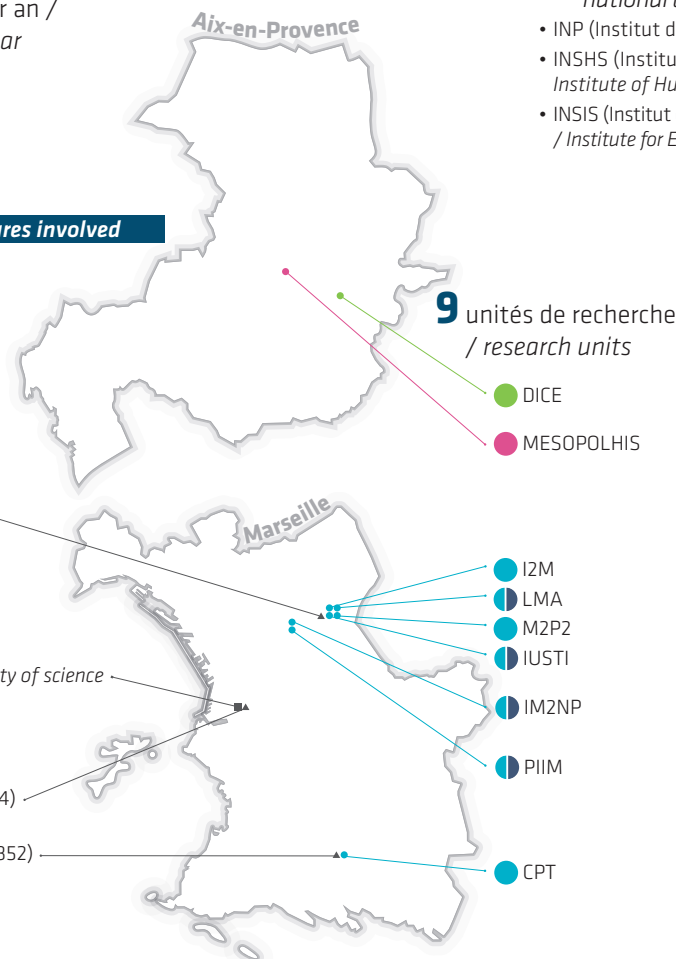 r an /
ar
national
• INP (Institut d
• INSHS (Institu
Institute of Hu
• INSIS (Institut
/ Institute for E
Aix-en-Provence
res involved
9 unités de recherche
/ research units
DICE
MESOPOLHIS
Marseille
I2M
LMA
M2P2
IUSTI
ty of science
IM2NP
PIIM
4)
352)
CPT